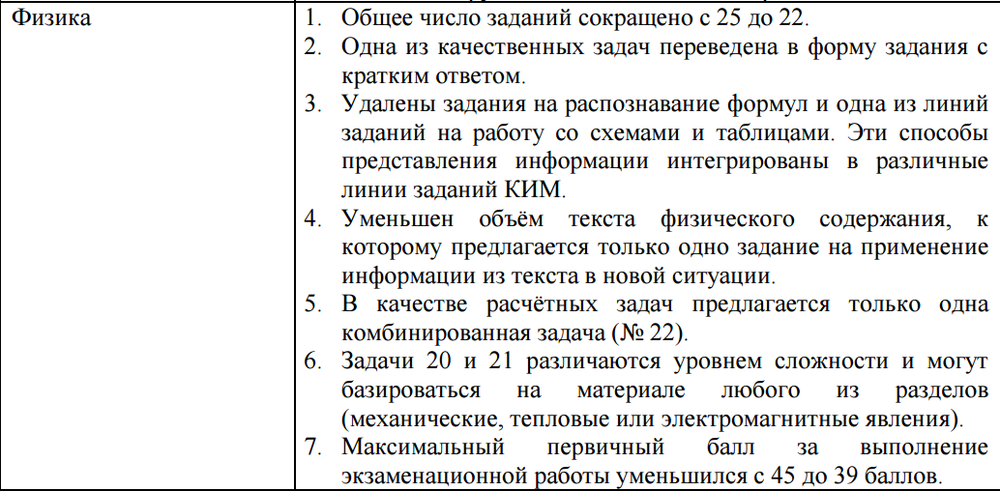 Физика
1. Общее число заданий сокращено с 25 до 22.
2. Одна из качественных задач переведена в форму задания с
кратким ответом.
3. Удалены задания на распознавание формул и одна из линий
заданий на работу со схемами и таблицами. Эти способы
представления информации интегрированы в различные
линии заданий КИМ.
4. Уменьшен объём текста физического содержания, к
которому предлагается только одно задание на применение
информации из текста в новой ситуации.
5. В качестве расчётных задач предлагается только одна
комбинированная задача (№ 22).
6. Задачи 20 и 21 различаются уровнем сложности и могут
базироваться на материале любого из разделов
(механические, тепловые или электромагнитные явления).
7. Максимальный первичный балл за выполнение
экзаменационной работы уменьшился с 45 до 39 баллов.